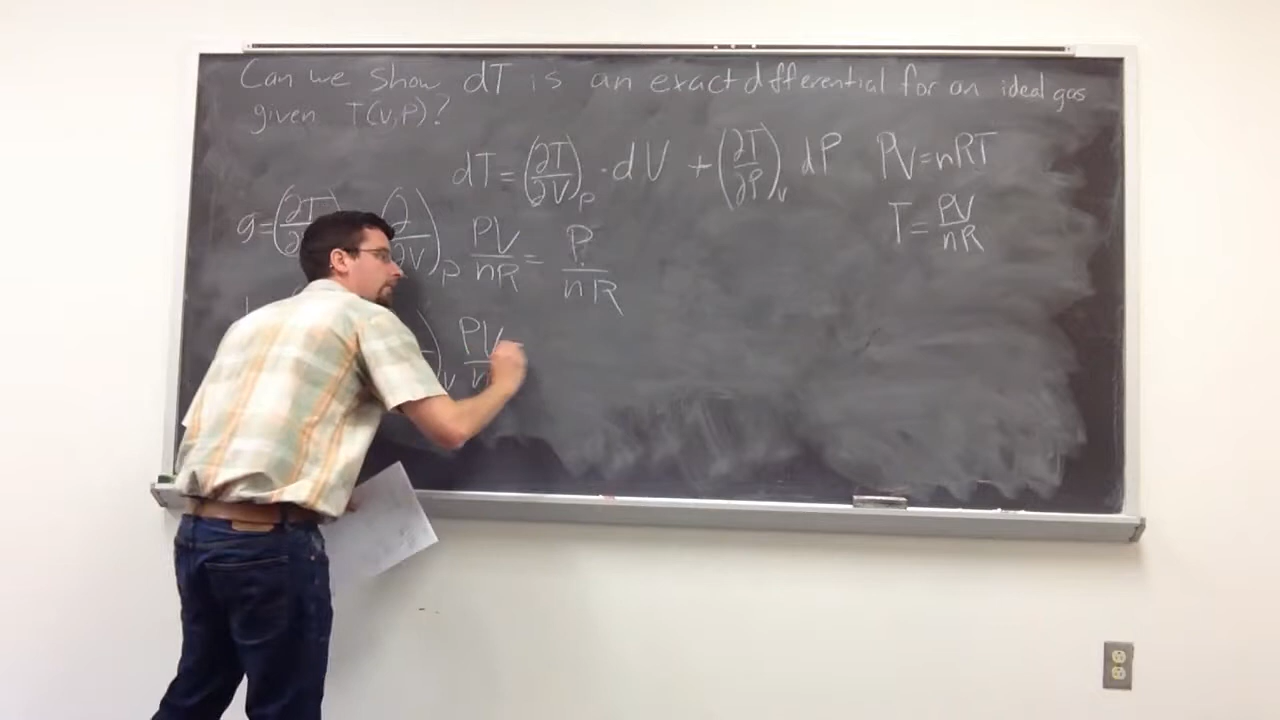 Can we show dT is an exact differential for an ideal gas
given T(V,P)?
dT = (∂T/∂V)_P · dV + (∂T/∂P)_V dP
PV = nRT
T = PV/nR
g = (∂T/ ∂/∂V)_P PV/nR = P/nR
)_V PV/n